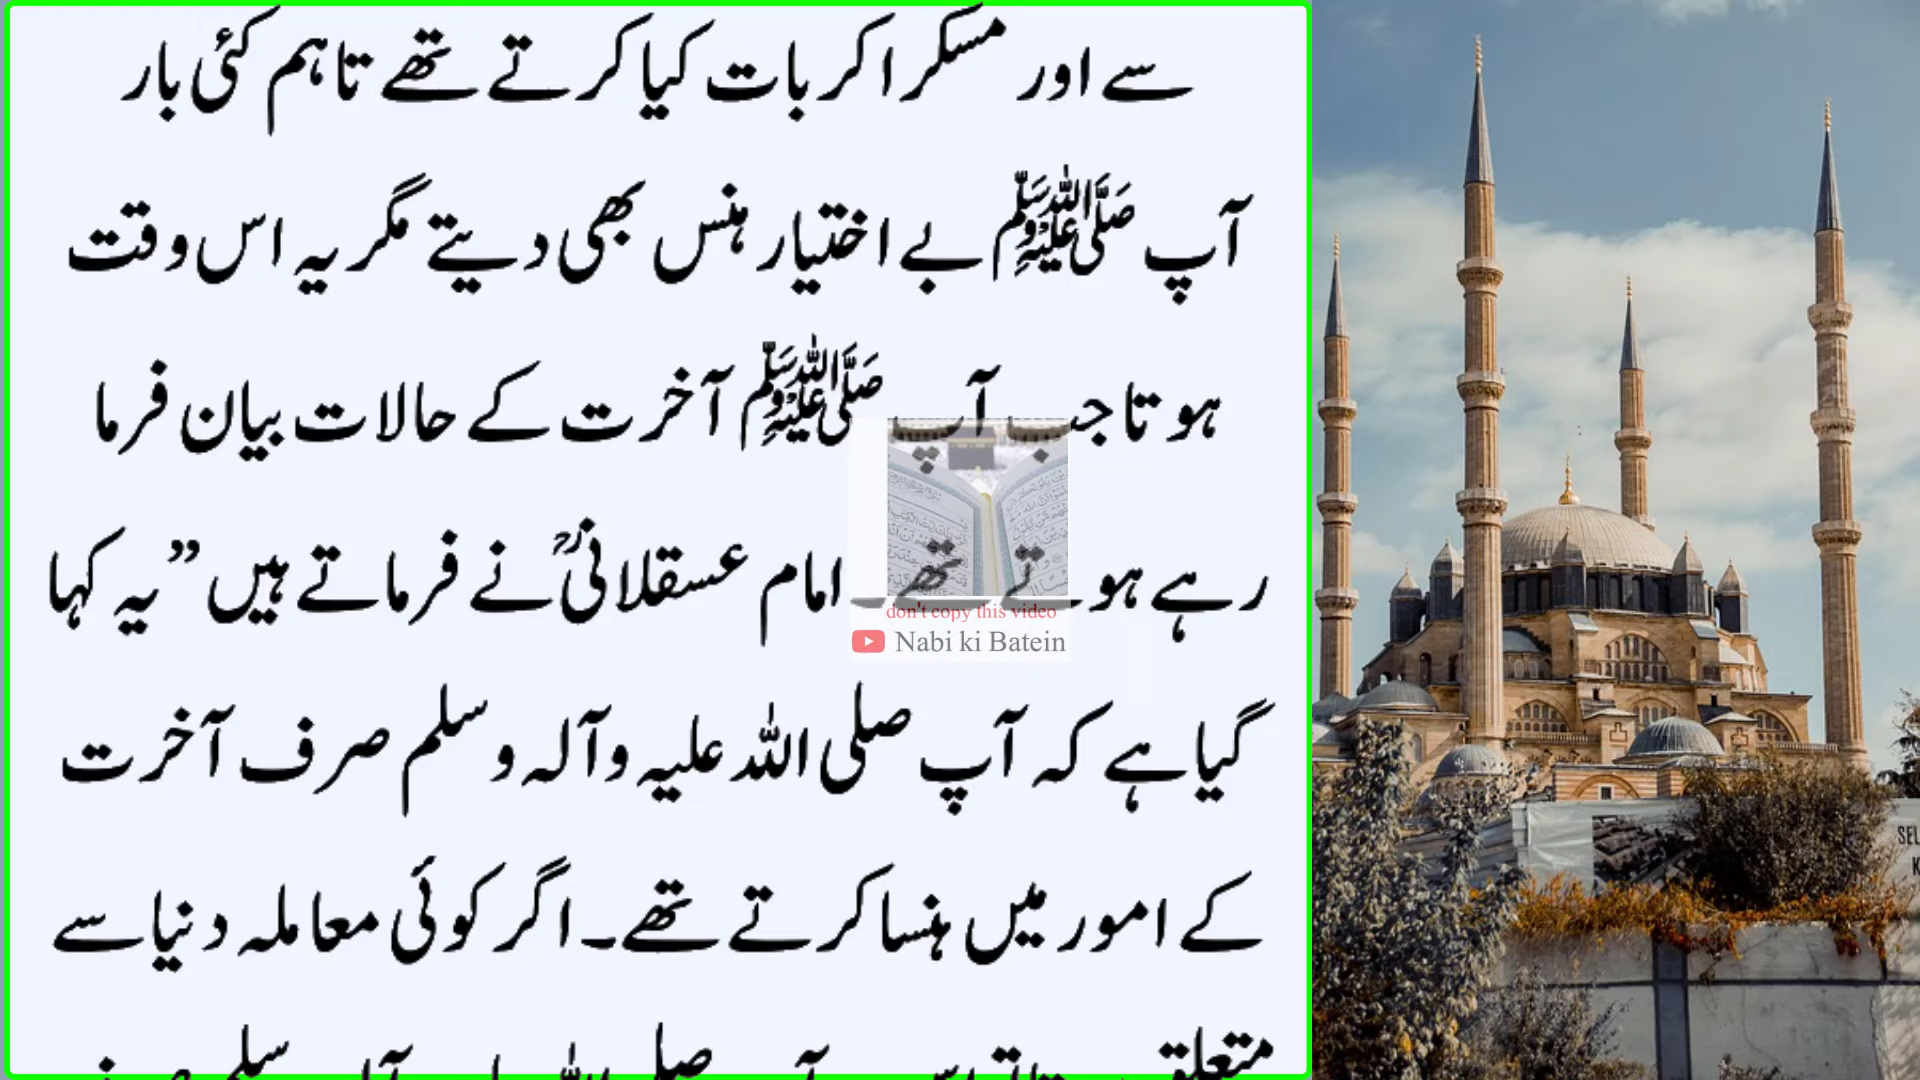 سے اور مسکرا کر بات کیا کرتے تھے تاہم کئی بار
آپ ﷺ بے اختیار ہنس بھی دیتے مگر یہ اس وقت
ہوتا جب آپ ﷺ آخرت کے حالات بیان فرما
رہے ہوتے تھے۔ امام عسقلانیؒ نے فرماتے ہیں ”یہ کہا
گیا ہے کہ آپ صلی اللہ علیہ وآلہ وسلم صرف آخرت
کے امور میں ہنسا کرتے تھے۔ اگر کوئی معاملہ دنیا سے
متعلق
don't copy this video
Nabi ki Batein
SEL
K